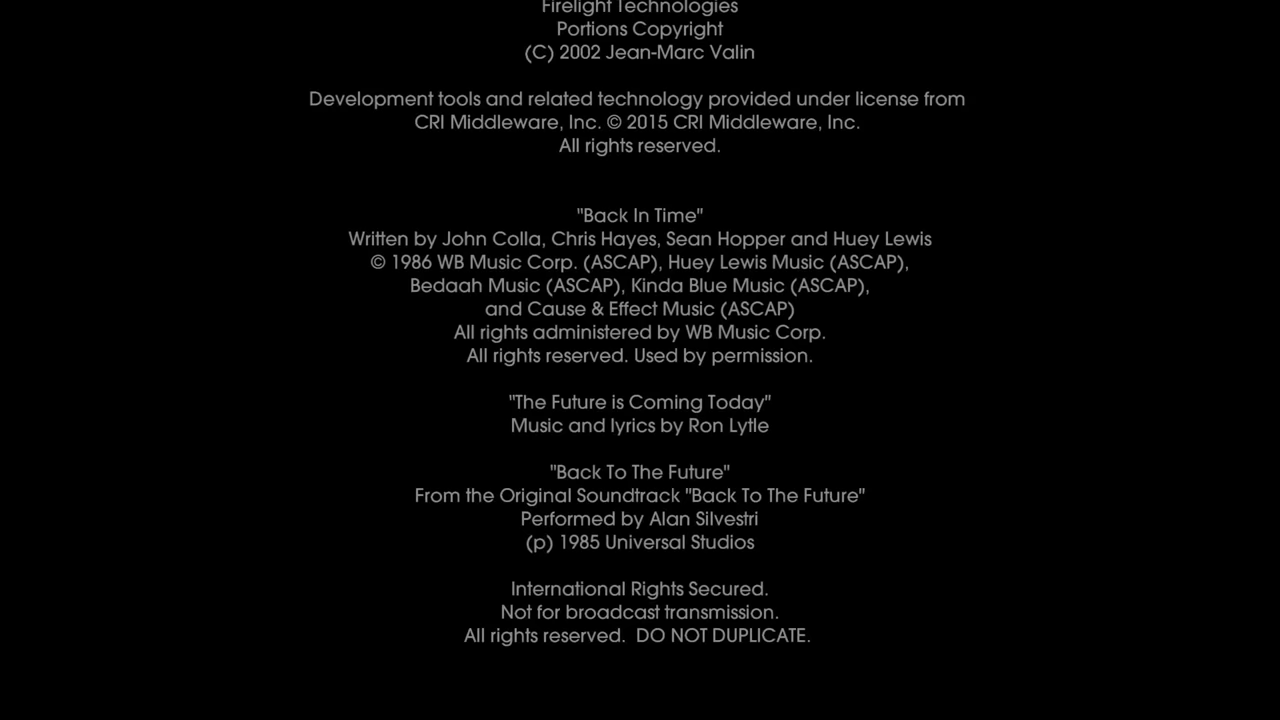 Firelight Technologies
Portions Copyright
(C) 2002 Jean-Marc Valin
Development tools and related technology provided under license from
CRI Middleware, Inc. © 2015 CRI Middleware, Inc.
All rights reserved.
"Back In Time"
Written by John Colla, Chris Hayes, Sean Hopper and Huey Lewis
© 1986 WB Music Corp. (ASCAP), Huey Lewis Music (ASCAP),
Bedaah Music (ASCAP), Kinda Blue Music (ASCAP),
and Cause & Effect Music (ASCAP)
All rights administered by WB Music Corp.
All rights reserved. Used by permission.
"The Future is Coming Today"
Music and lyrics by Ron Lytle
"Back To The Future"
From the Original Soundtrack "Back To The Future"
Performed by Alan Silvestri
(p) 1985 Universal Studios
International Rights Secured.
Not for broadcast transmission.
All rights reserved.  DO NOT DUPLICATE.